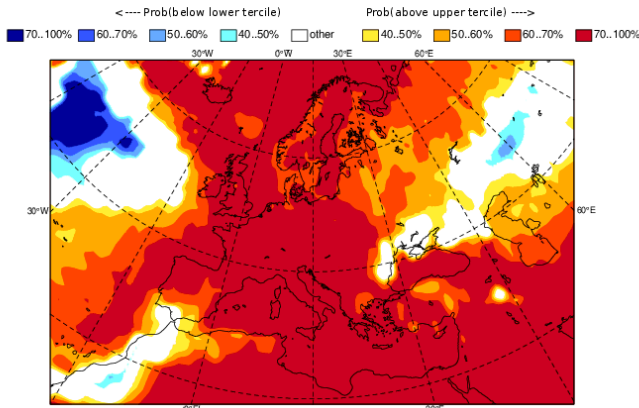 <---- Prob(below lower tercile) Prob(above upper tercile) ---->
70..100% 60..70% 50..60% 40..50% other 40..50% 50..60% 60..70% 70..100%
30°W 0°W 30°E 60°E
30°W 60°E